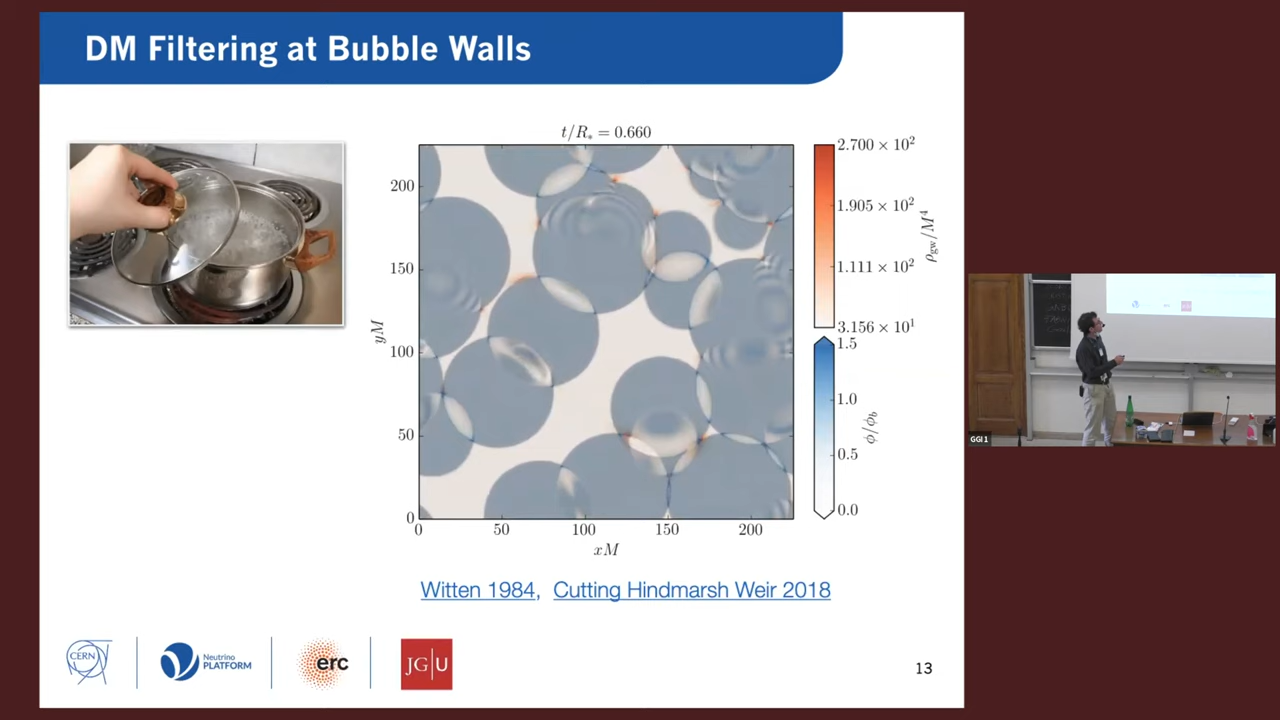 DM Filtering at Bubble Walls
t/R* = 0.660
200
150
100
50
0
yM
0 50 100 150 200
xM
2.700 × 10²
1.905 × 10²
1.111 × 10²
3.156 × 10¹
ρgw/M⁴
1.5
1.0
0.5
0.0
ϕ/ϕb
Witten 1984, Cutting Hindmarsh Weir 2018
CERN
Neutrino
PLATFORM
erc
JG|U
13
GGI 1